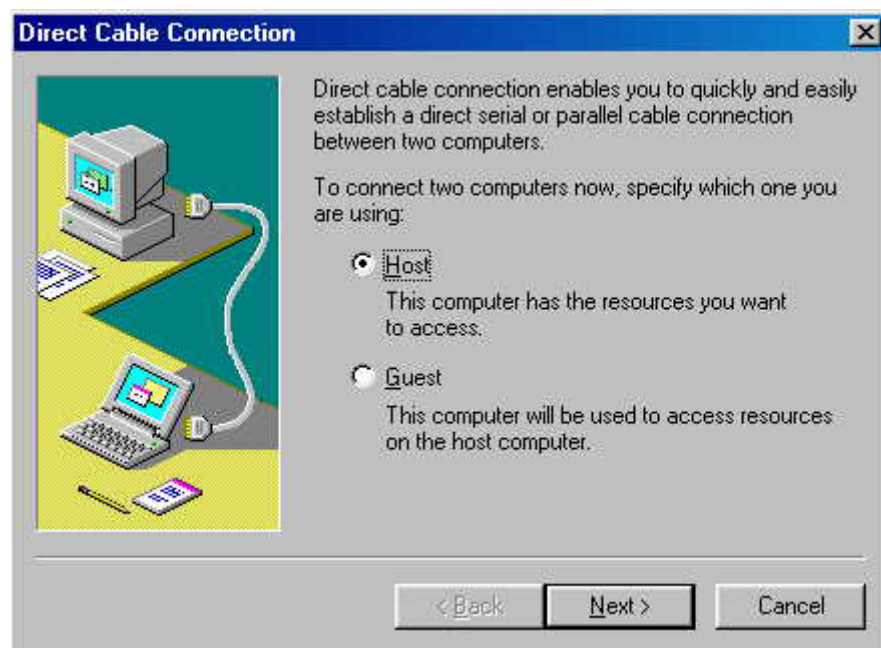 Direct Cable Connection
Direct cable connection enables you to quickly and easily
establish a direct serial or parallel cable connection
between two computers.
To connect two computers now, specify which one you
are using:
Host
This computer has the resources you want
to access.
Guest
This computer will be used to access resources
on the host computer.
< Back
Next >
Cancel